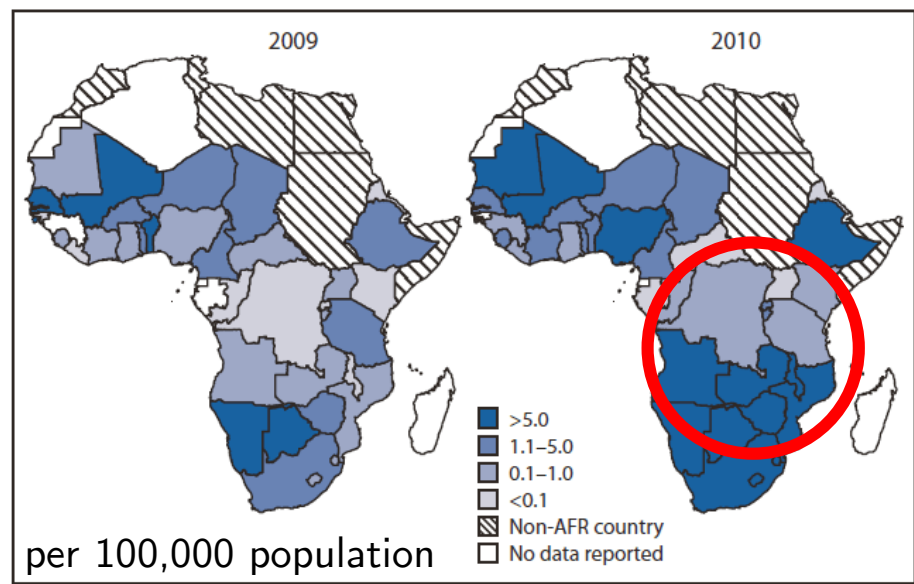 2009
2010
>5.0
1.1–5.0
0.1–1.0
<0.1
Non-AFR country
No data reported
per 100,000 population